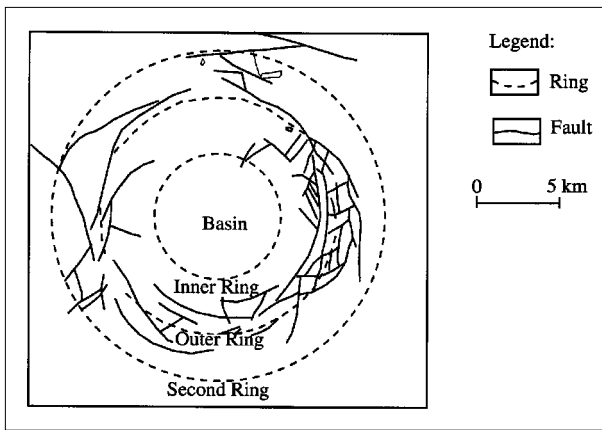 Legend:
Ring
Fault
0 5 km
Basin
Inner Ring
Outer Ring
Second Ring